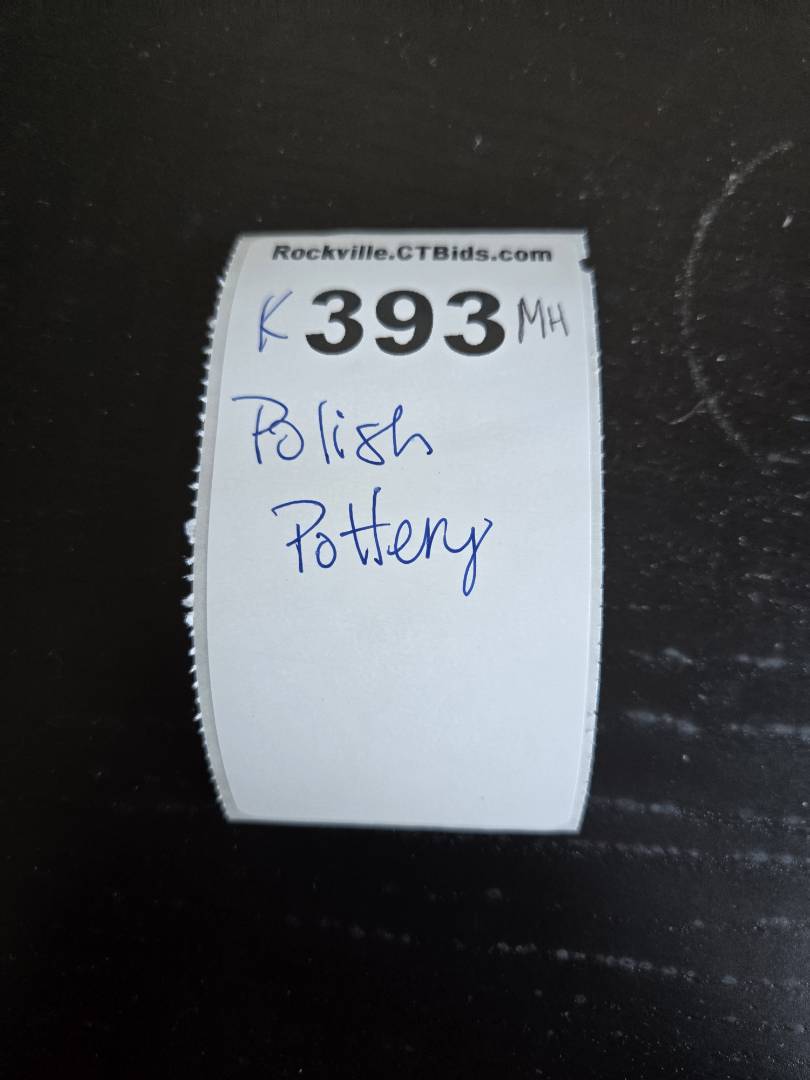 Rockville.CTBids.com
K 393 MH
Polish
Pottery